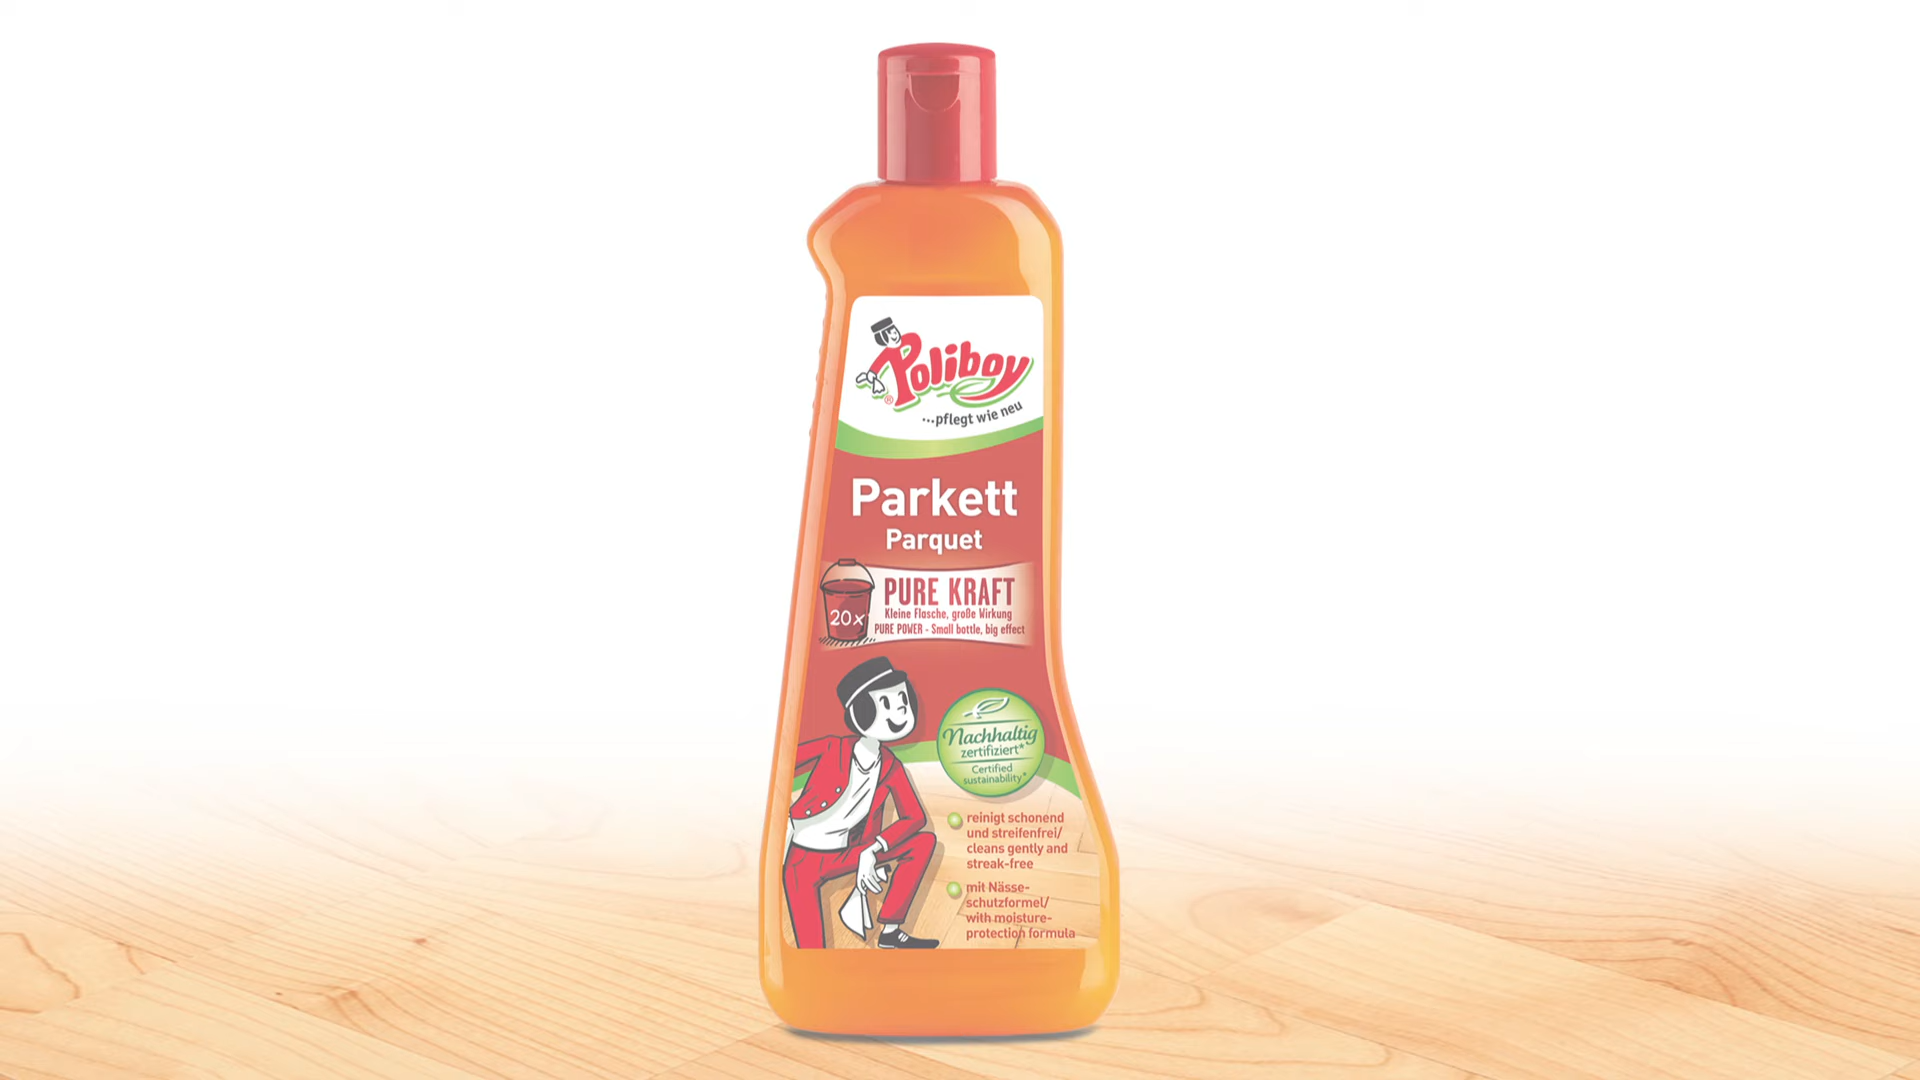 Poliboy
®
...pflegt wie neu
Parkett
Parquet
20x
PURE KRAFT
Kleine Flasche, große Wirkung
PURE POWER - Small bottle, big effect
Nachhaltig
zertifiziert*
Certified
sustainability*
reinigt schonend
und streifenfrei/
cleans gently and
streak-free
mit Nässe-
schutzformel/
with moisture-
protection formula